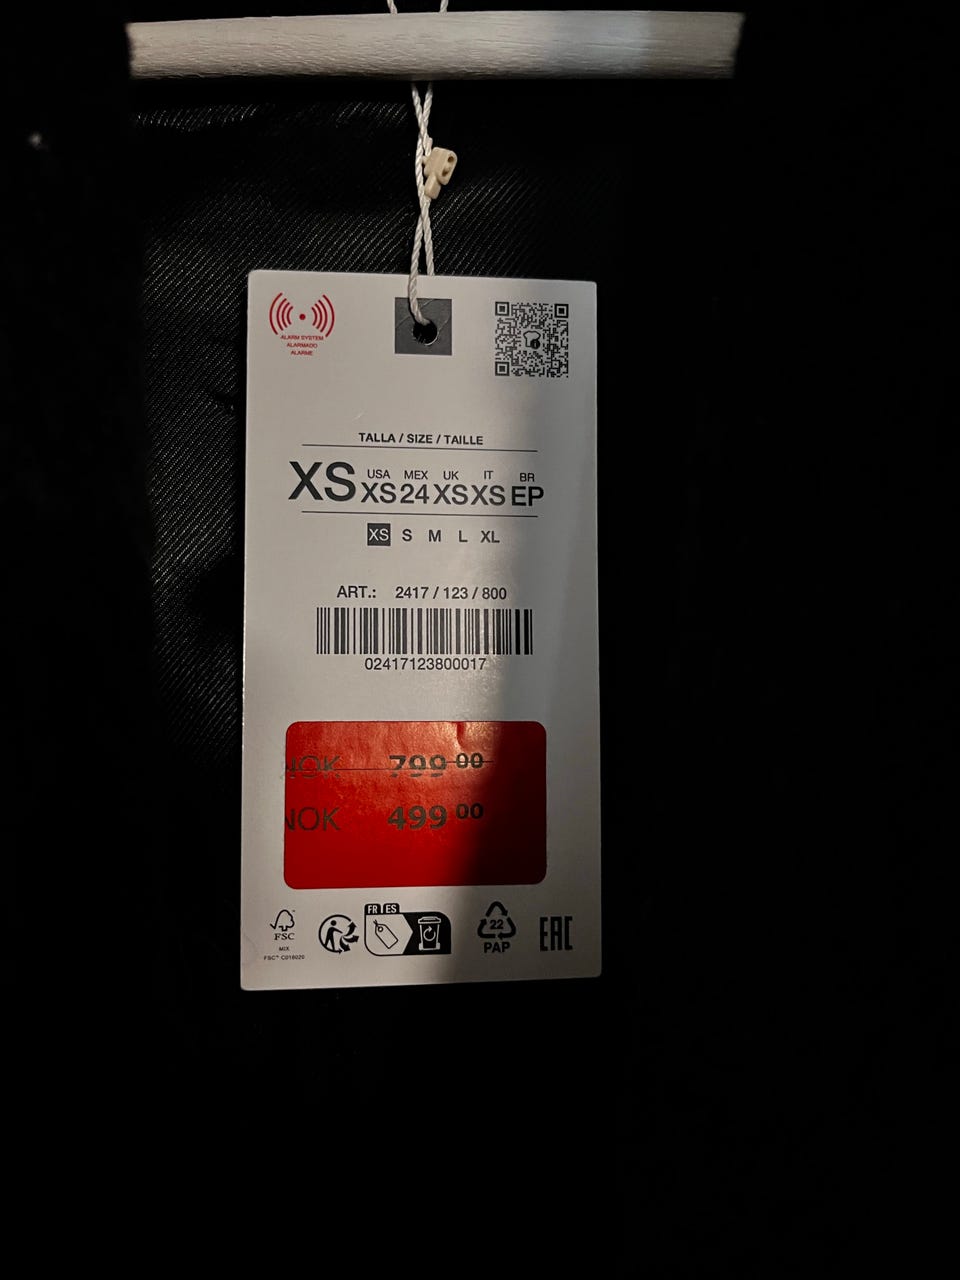 ALARM SYSTEM
ALARMADO
ALARME
TALLA / SIZE / TAILLE
XS USA XS MEX 24 UK XS IT XS BR EP
XS S M L XL
ART.: 2417 / 123 / 800
02417123800017
NOK 799 00
NOK 499 00
FSC
MIX
FSC® C016020
FR ES
22
PAP
EAC